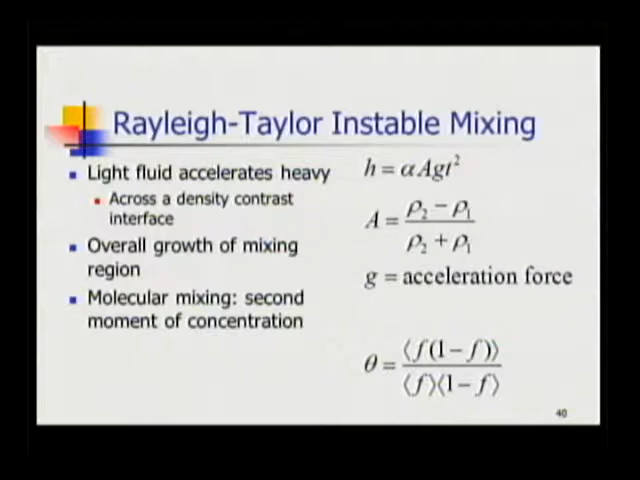 Rayleigh-Taylor Instable Mixing
Light fluid accelerates heavy
Across a density contrast
interface
Overall growth of mixing
region
Molecular mixing: second
moment of concentration
h = αAgt²
A = (ρ₂ − ρ₁) / (ρ₂ + ρ₁)
g = acceleration force
θ = ⟨f(1 − f)⟩ / ⟨f⟩⟨1 − f⟩
40